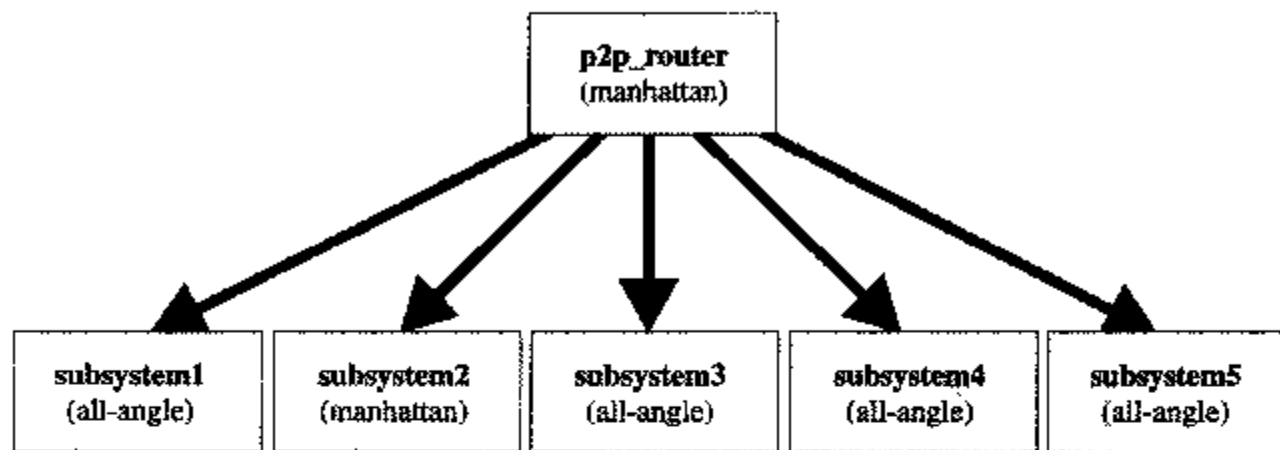 p2p_router
(manhattan)
subsystem1
(all-angle)
subsystem2
(manhattan)
subsystem3
(all-angle)
subsystem4
(all-angle)
subsystem5
(all-angle)